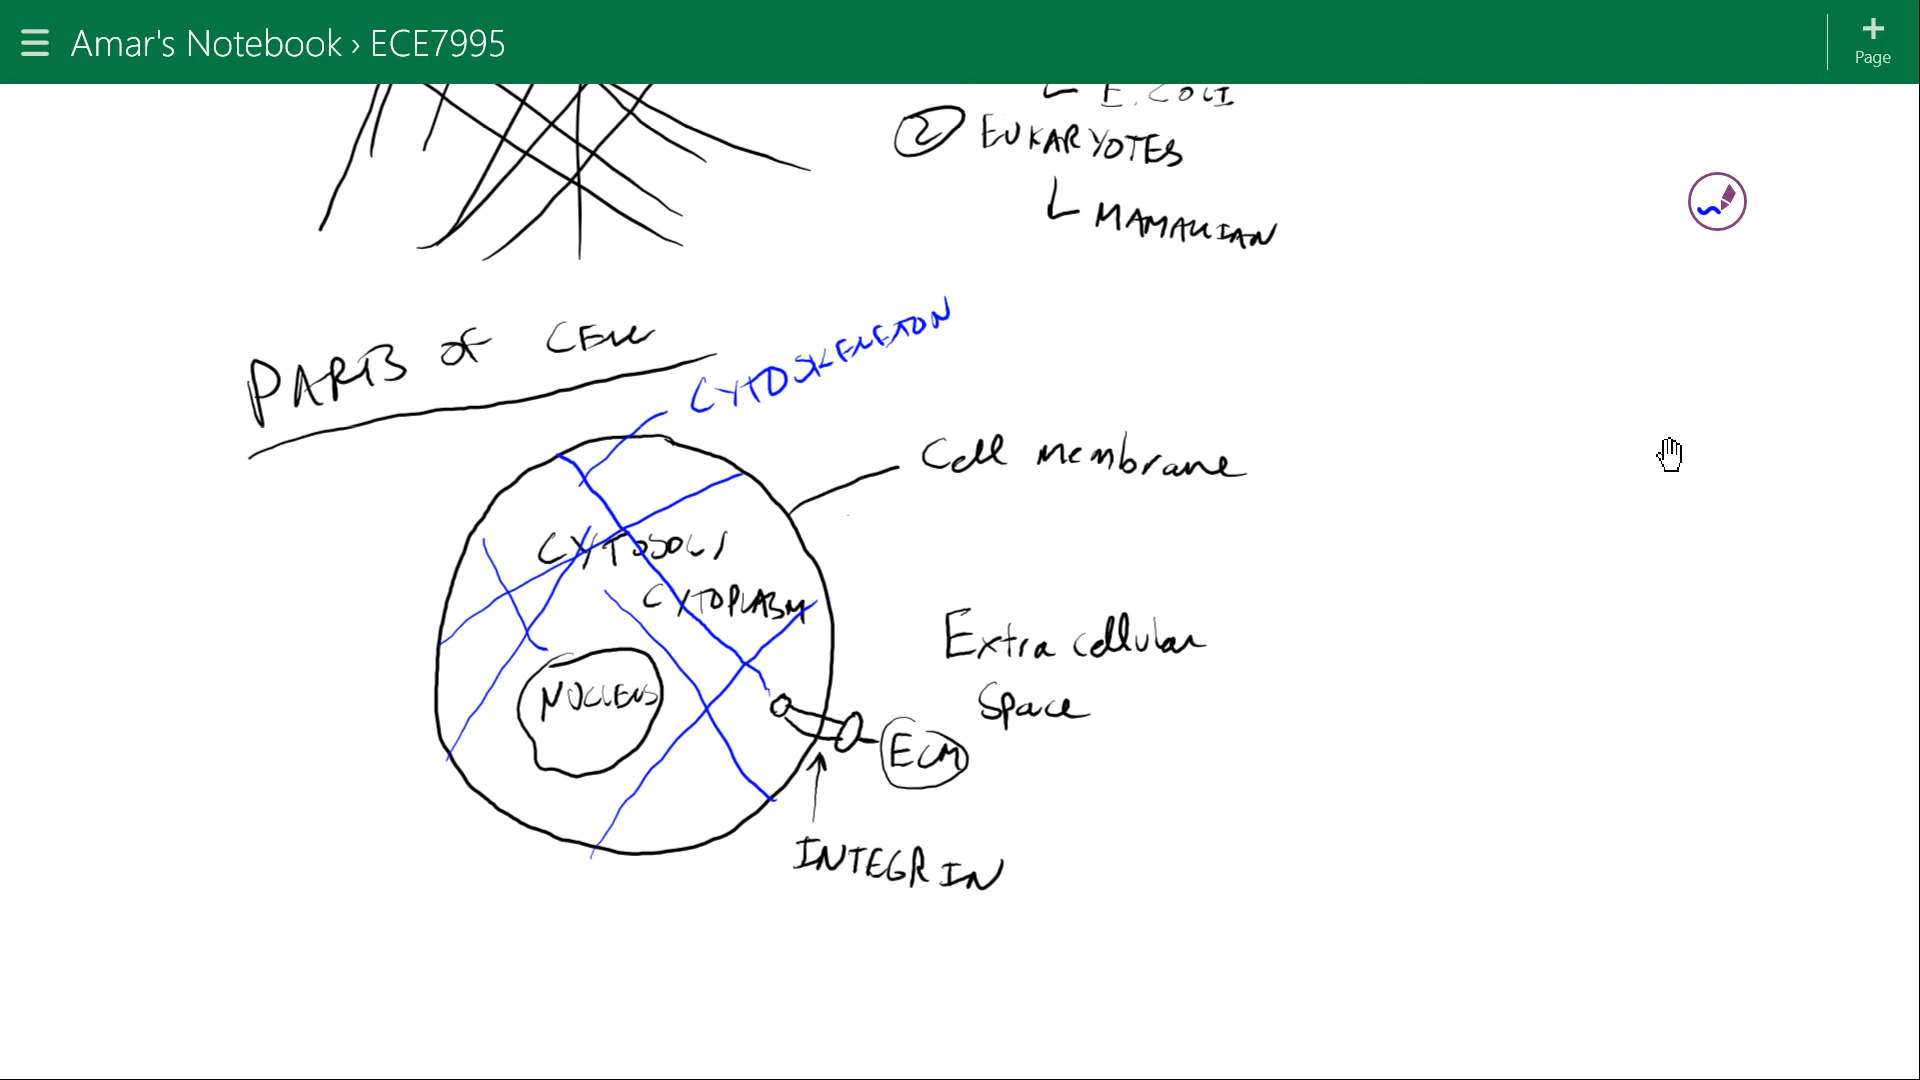 Amar's Notebook › ECE7995
+
Page
E. COLI
2 EUKARYOTES
MAMALIAN
PARTS OF CELL
CYTOSKELETON
Cell membrane
CYTOSOL /
CYTOPLASM
Extra cellular
Space
NUCLEUS
ECM
INTEGRIN